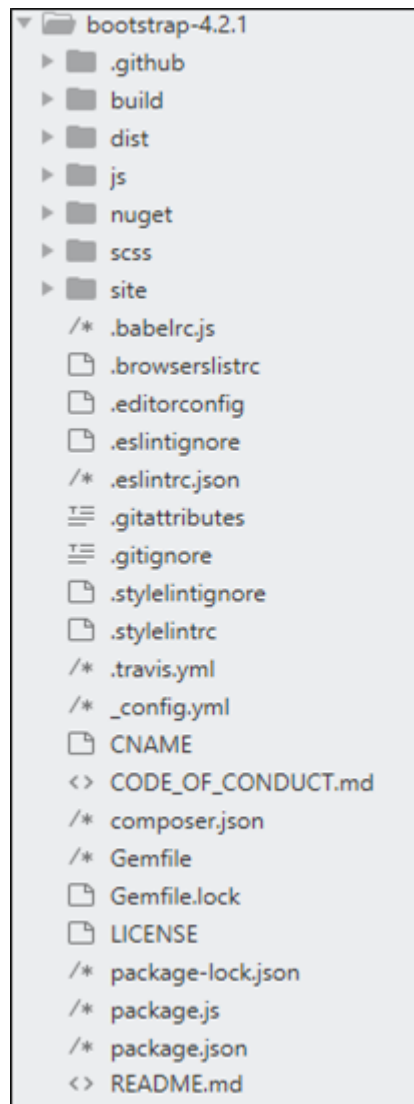 bootstrap-4.2.1
.github
build
dist
js
nuget
scss
site
/* .babelrc.js
.browserslistrc
.editorconfig
.eslintignore
/* .eslintrc.json
.gitattributes
.gitignore
.stylelintignore
.stylelintrc
/* .travis.yml
/* _config.yml
CNAME
<> CODE_OF_CONDUCT.md
/* composer.json
/* Gemfile
Gemfile.lock
LICENSE
/* package-lock.json
/* package.js
/* package.json
<> README.md